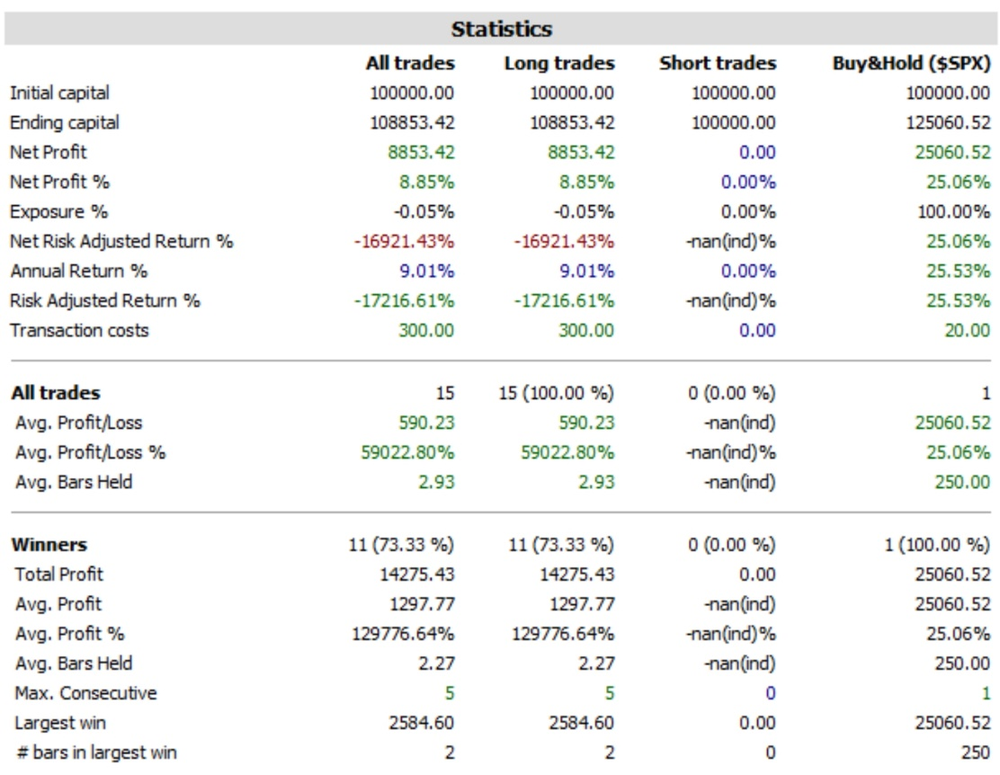 Statistics
All trades Long trades Short trades Buy&Hold ($SPX)
Initial capital 100000.00 100000.00 100000.00 100000.00
Ending capital 108853.42 108853.42 100000.00 125060.52
Net Profit 8853.42 8853.42 0.00 25060.52
Net Profit % 8.85% 8.85% 0.00% 25.06%
Exposure % -0.05% -0.05% 0.00% 100.00%
Net Risk Adjusted Return % -16921.43% -16921.43% -nan(ind)% 25.06%
Annual Return % 9.01% 9.01% 0.00% 25.53%
Risk Adjusted Return % -17216.61% -17216.61% -nan(ind)% 25.53%
Transaction costs 300.00 300.00 0.00 20.00
All trades 15 15 (100.00 %) 0 (0.00 %) 1
Avg. Profit/Loss 590.23 590.23 -nan(ind) 25060.52
Avg. Profit/Loss % 59022.80% 59022.80% -nan(ind)% 25.06%
Avg. Bars Held 2.93 2.93 -nan(ind) 250.00
Winners 11 (73.33 %) 11 (73.33 %) 0 (0.00 %) 1 (100.00 %)
Total Profit 14275.43 14275.43 0.00 25060.52
Avg. Profit 1297.77 1297.77 -nan(ind) 25060.52
Avg. Profit % 129776.64% 129776.64% -nan(ind)% 25.06%
Avg. Bars Held 2.27 2.27 -nan(ind) 250.00
Max. Consecutive 5 5 0 1
Largest win 2584.60 2584.60 0.00 25060.52
# bars in largest win 2 2 0 250